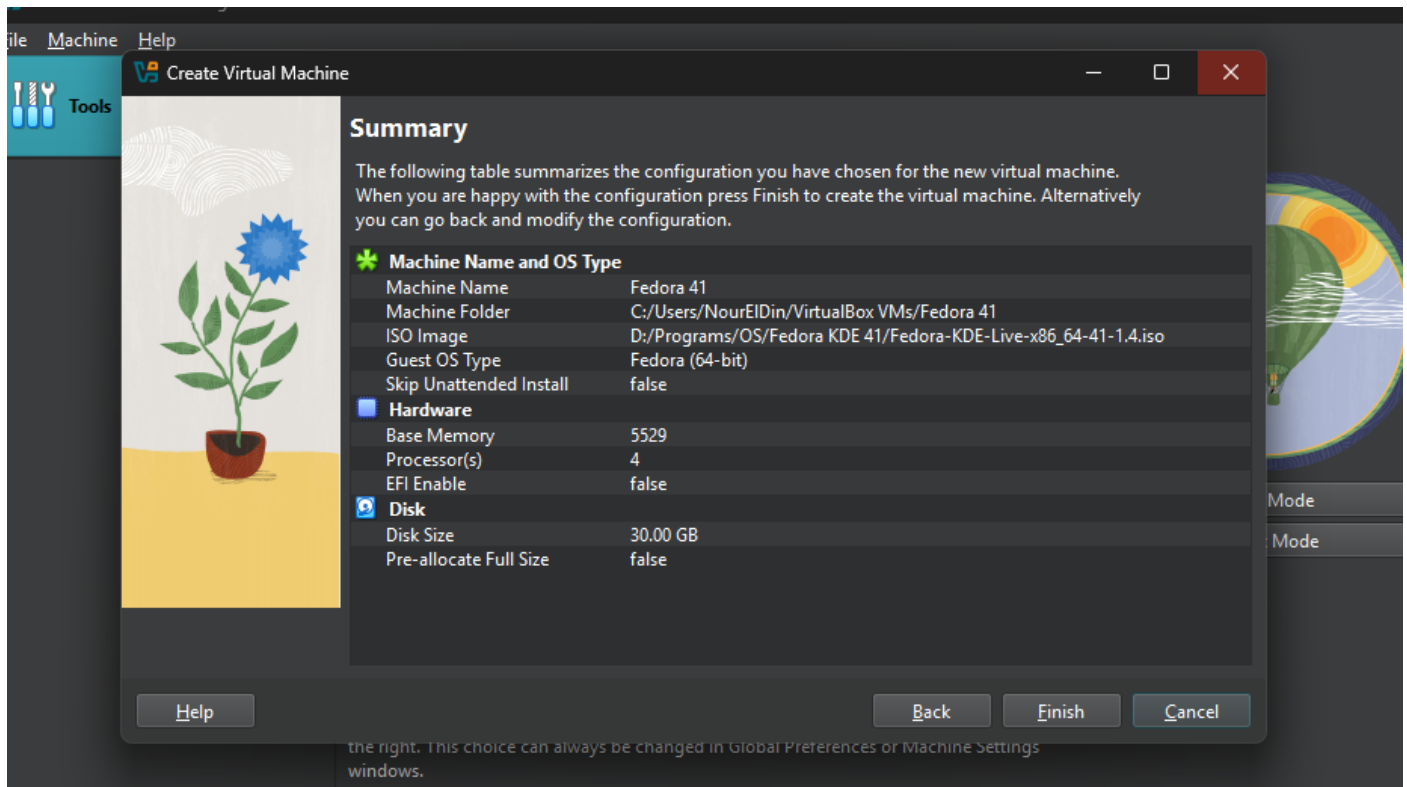 File Machine Help
Tools
Create Virtual Machine
Summary
The following table summarizes the configuration you have chosen for the new virtual machine.
When you are happy with the configuration press Finish to create the virtual machine. Alternatively
you can go back and modify the configuration.
Machine Name and OS Type
Machine Name Fedora 41
Machine Folder C:/Users/NourElDin/VirtualBox VMs/Fedora 41
ISO Image D:/Programs/OS/Fedora KDE 41/Fedora-KDE-Live-x86_64-41-1.4.iso
Guest OS Type Fedora (64-bit)
Skip Unattended Install false
Hardware
Base Memory 5529
Processor(s) 4
EFI Enable false
Disk
Disk Size 30.00 GB
Pre-allocate Full Size false
Mode
Mode
Help Back Finish Cancel
the right. This choice can always be changed in Global Preferences or Machine Settings
windows.